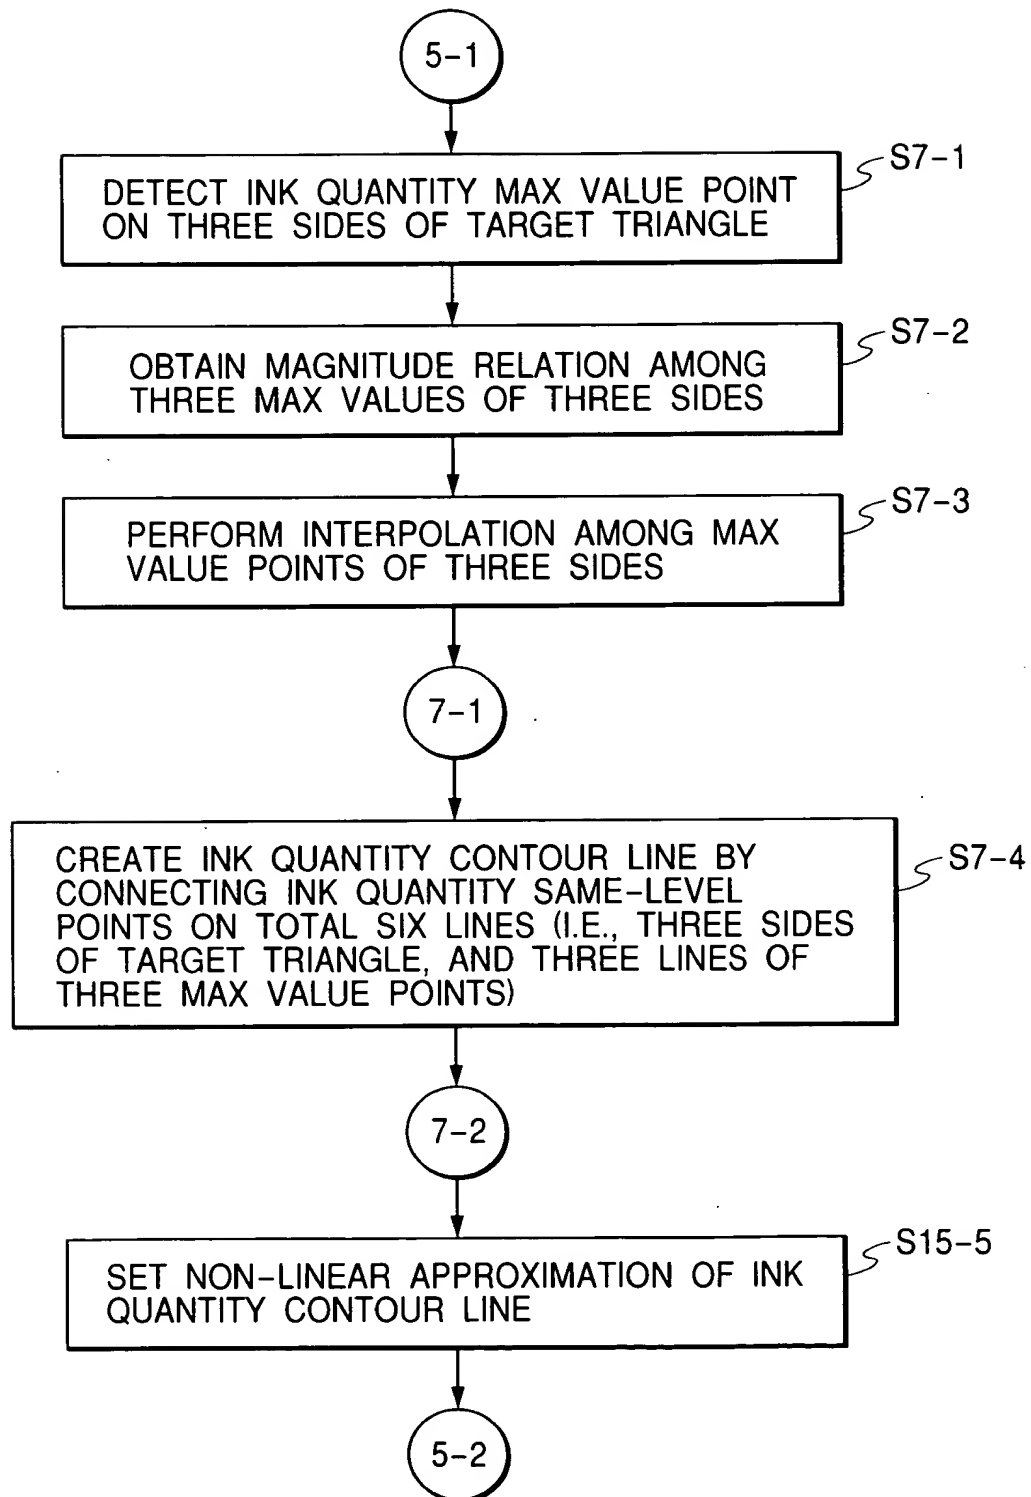 5-1
S7-1
DETECT INK QUANTITY MAX VALUE POINT
ON THREE SIDES OF TARGET TRIANGLE
S7-2
OBTAIN MAGNITUDE RELATION AMONG
THREE MAX VALUES OF THREE SIDES
S7-3
PERFORM INTERPOLATION AMONG MAX
VALUE POINTS OF THREE SIDES
7-1
S7-4
CREATE INK QUANTITY CONTOUR LINE BY
CONNECTING INK QUANTITY SAME-LEVEL
POINTS ON TOTAL SIX LINES (I.E., THREE SIDES
OF TARGET TRIANGLE, AND THREE LINES OF
THREE MAX VALUE POINTS)
7-2
S15-5
SET NON-LINEAR APPROXIMATION OF INK
QUANTITY CONTOUR LINE
5-2